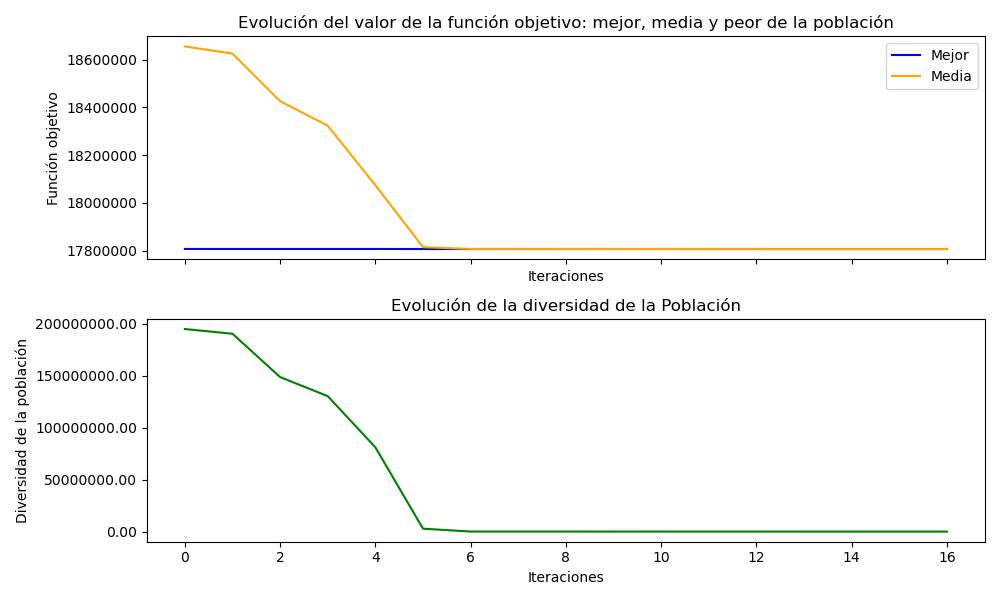 Evolución del valor de la función objetivo: mejor, media y peor de la población
Función objetivo
18600000
18400000
18200000
18000000
17800000
Mejor
Media
Iteraciones
Evolución de la diversidad de la Población
Diversidad de la población
200000000.00
150000000.00
100000000.00
50000000.00
0.00
0 2 4 6 8 10 12 14 16
Iteraciones